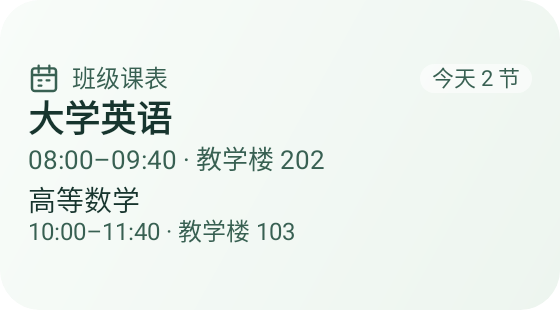 班级课表
今天 2 节
大学英语
08:00–09:40 · 教学楼 202
高等数学
10:00–11:40 · 教学楼 103